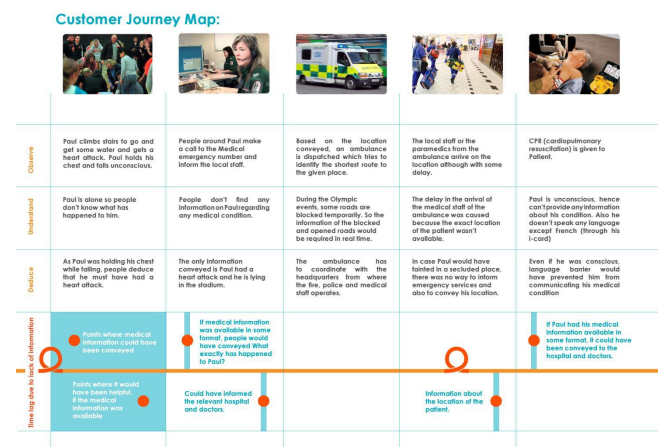 Customer Journey Map:
Observe
Paul climbs stairs to go and
get some water and gets a
heart attack. Paul holds his
chest and falls unconscious.
People around Paul make
a call to the Medical
emergency number and
inform the local staff.
Based on the location
conveyed, an ambulance
is dispatched which tries to
identify the shortest route to
the given place.
The local staff or the
paramedics from the
ambulance arrive on the
location although with some
delay.
CPR (cardiopulmonary
resuscitation) is given to
Patient.
Understand
Paul is alone so people
don't know what has
happened to him.
People don't find any
information on Paul regarding
any medical condition.
During the Olympic
events, some roads are
blocked temporarily. So the
information of the blocked
and opened roads would
be required in real time.
The delay in the arrival of
the medical staff of the
ambulance was caused
because the exact location
of the patient wasn't
available.
Paul is unconscious, hence
can't provide any information
about his condition. Also he
doesn't speak any language
except French (through his
i-card)
Deduce
As Paul was holding his chest
while falling, people deduce
that he must have had a
heart attack.
The only information
conveyed is Paul had a
heart attack and he is lying
in the stadium.
The ambulance has
to coordinate with the
headquarters from where
the fire, police and medical
staff operates.
In case Paul would have
fainted in a secluded place,
there was no way to inform
emergency services and
also to convey his location.
Even if he was conscious,
language barrier would
have prevented him from
communicating his medical
condition
Time lag due to lack of information
Points where medical
information could have
been conveyed
If medical information
was available in some
format, people would
have conveyed What
exactly has happened
to Paul?
If Paul had his medical
information available in
some format, it could have
been conveyed to the
hospital and doctors.
Points where it would
have been helpful,
if the medical
information was
available
Could have informed
the relevant hospital
and doctors.
Information about
the location of the
patient.